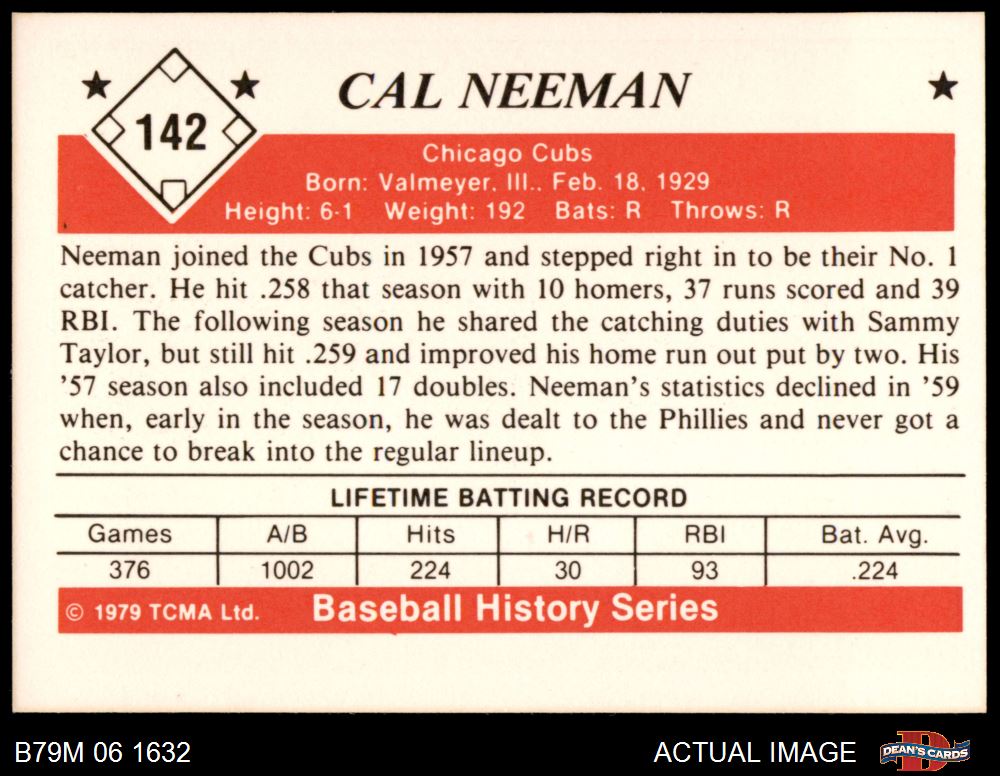 142
CAL NEEMAN
Chicago Cubs
Born: Valmeyer, Ill., Feb. 18, 1929
Height: 6-1 Weight: 192 Bats: R Throws: R
Neeman joined the Cubs in 1957 and stepped right in to be their No. 1
catcher. He hit .258 that season with 10 homers, 37 runs scored and 39
RBI. The following season he shared the catching duties with Sammy
Taylor, but still hit .259 and improved his home run out put by two. His
'57 season also included 17 doubles. Neeman's statistics declined in '59
when, early in the season, he was dealt to the Phillies and never got a
chance to break into the regular lineup.
LIFETIME BATTING RECORD
Games A/B Hits H/R RBI Bat. Avg.
376 1002 224 30 93 .224
© 1979 TCMA Ltd. Baseball History Series
B79M 06 1632 ACTUAL IMAGE DEAN'S CARDS